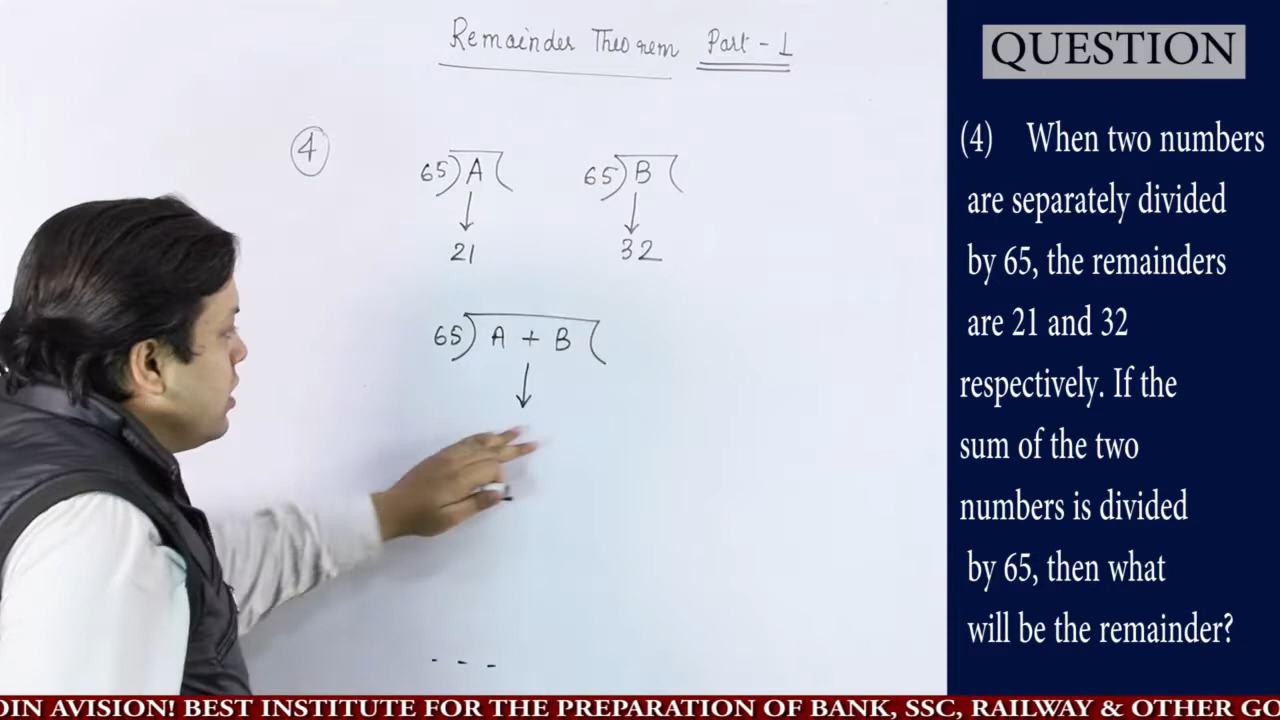 Remainder Theorem Part - 1
QUESTION
4
65) A (
65) B (
21
32
65) A + B (
(4) When two numbers
are separately divided
by 65, the remainders
are 21 and 32
respectively. If the
sum of the two
numbers is divided
by 65, then what
will be the remainder?
OIN AVISION! BEST INSTITUTE FOR THE PREPARATION OF BANK, SSC, RAILWAY & OTHER GO